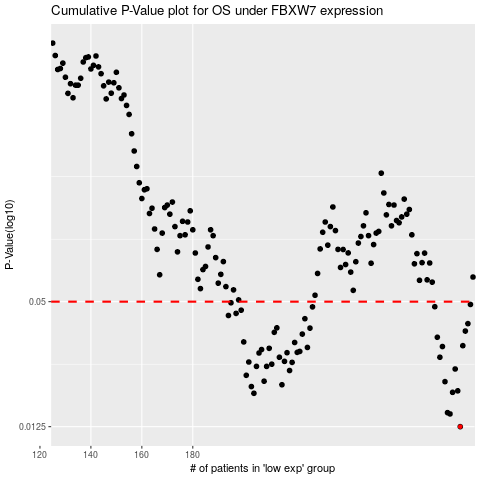 Cumulative P-Value plot for OS under FBXW7 expression
P-Value(log10)
0.05
0.0125
120 140 160 180
# of patients in 'low exp' group